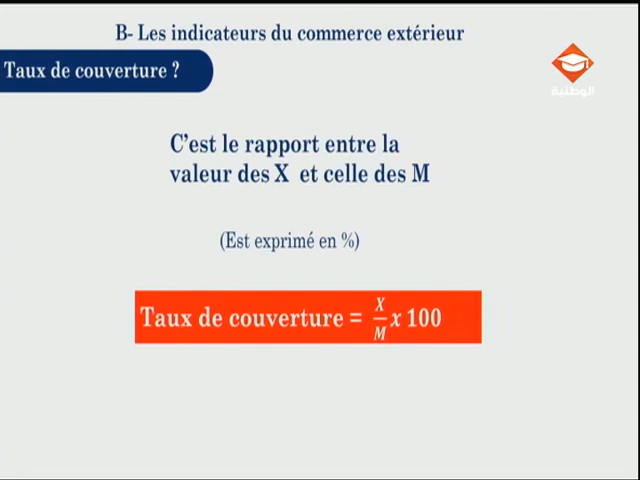 B- Les indicateurs du commerce extérieur
Taux de couverture ?
الوطنية
C'est le rapport entre la
valeur des X et celle des M
(Est exprimé en %)
Taux de couverture = X/M x 100